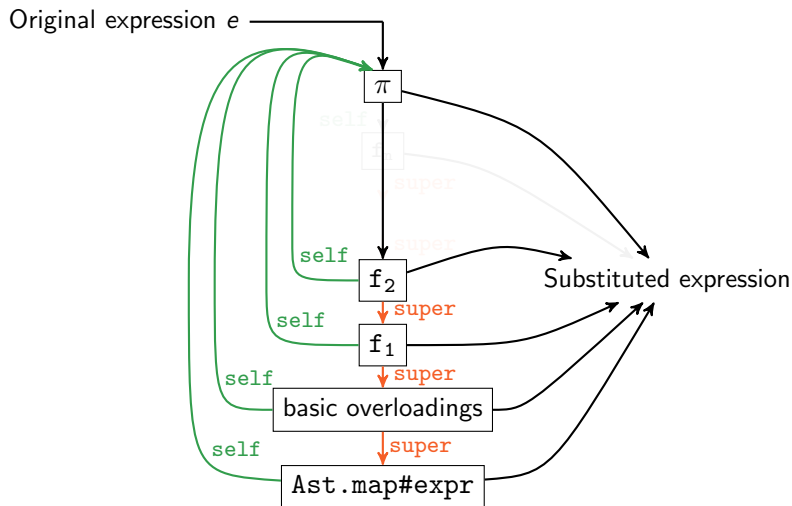 Original expression e
π
self
fn
super
super
self
f2
Substituted expression
super
self
f1
super
self
basic overloadings
super
self
Ast.map#expr